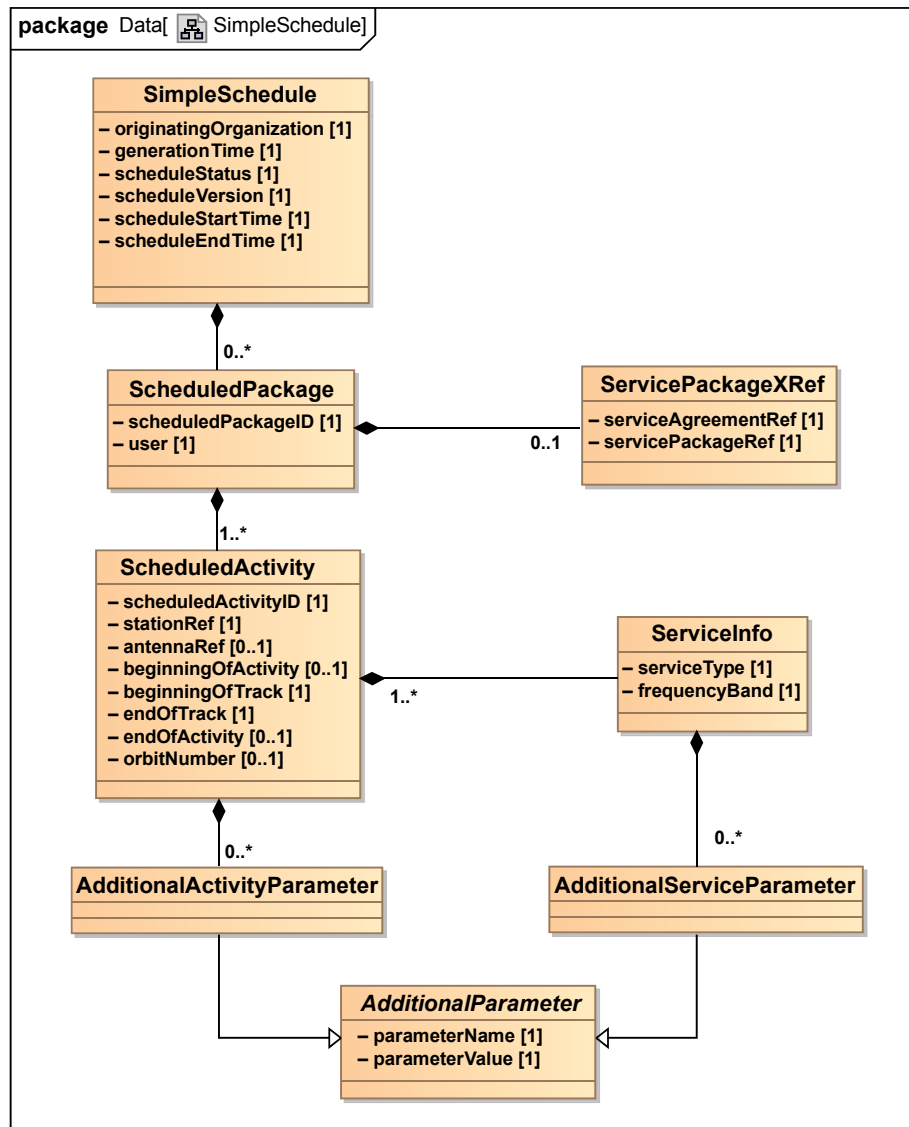 package Data[ SimpleSchedule]
SimpleSchedule
– originatingOrganization [1]
– generationTime [1]
– scheduleStatus [1]
– scheduleVersion [1]
– scheduleStartTime [1]
– scheduleEndTime [1]
0..*
ScheduledPackage
– scheduledPackageID [1]
– user [1]
0..1
ServicePackageXRef
– serviceAgreementRef [1]
– servicePackageRef [1]
1..*
ScheduledActivity
– scheduledActivityID [1]
– stationRef [1]
– antennaRef [0..1]
– beginningOfActivity [0..1]
– beginningOfTrack [1]
– endOfTrack [1]
– endOfActivity [0..1]
– orbitNumber [0..1]
1..*
ServiceInfo
– serviceType [1]
– frequencyBand [1]
0..*
AdditionalActivityParameter
0..*
AdditionalServiceParameter
AdditionalParameter
– parameterName [1]
– parameterValue [1]